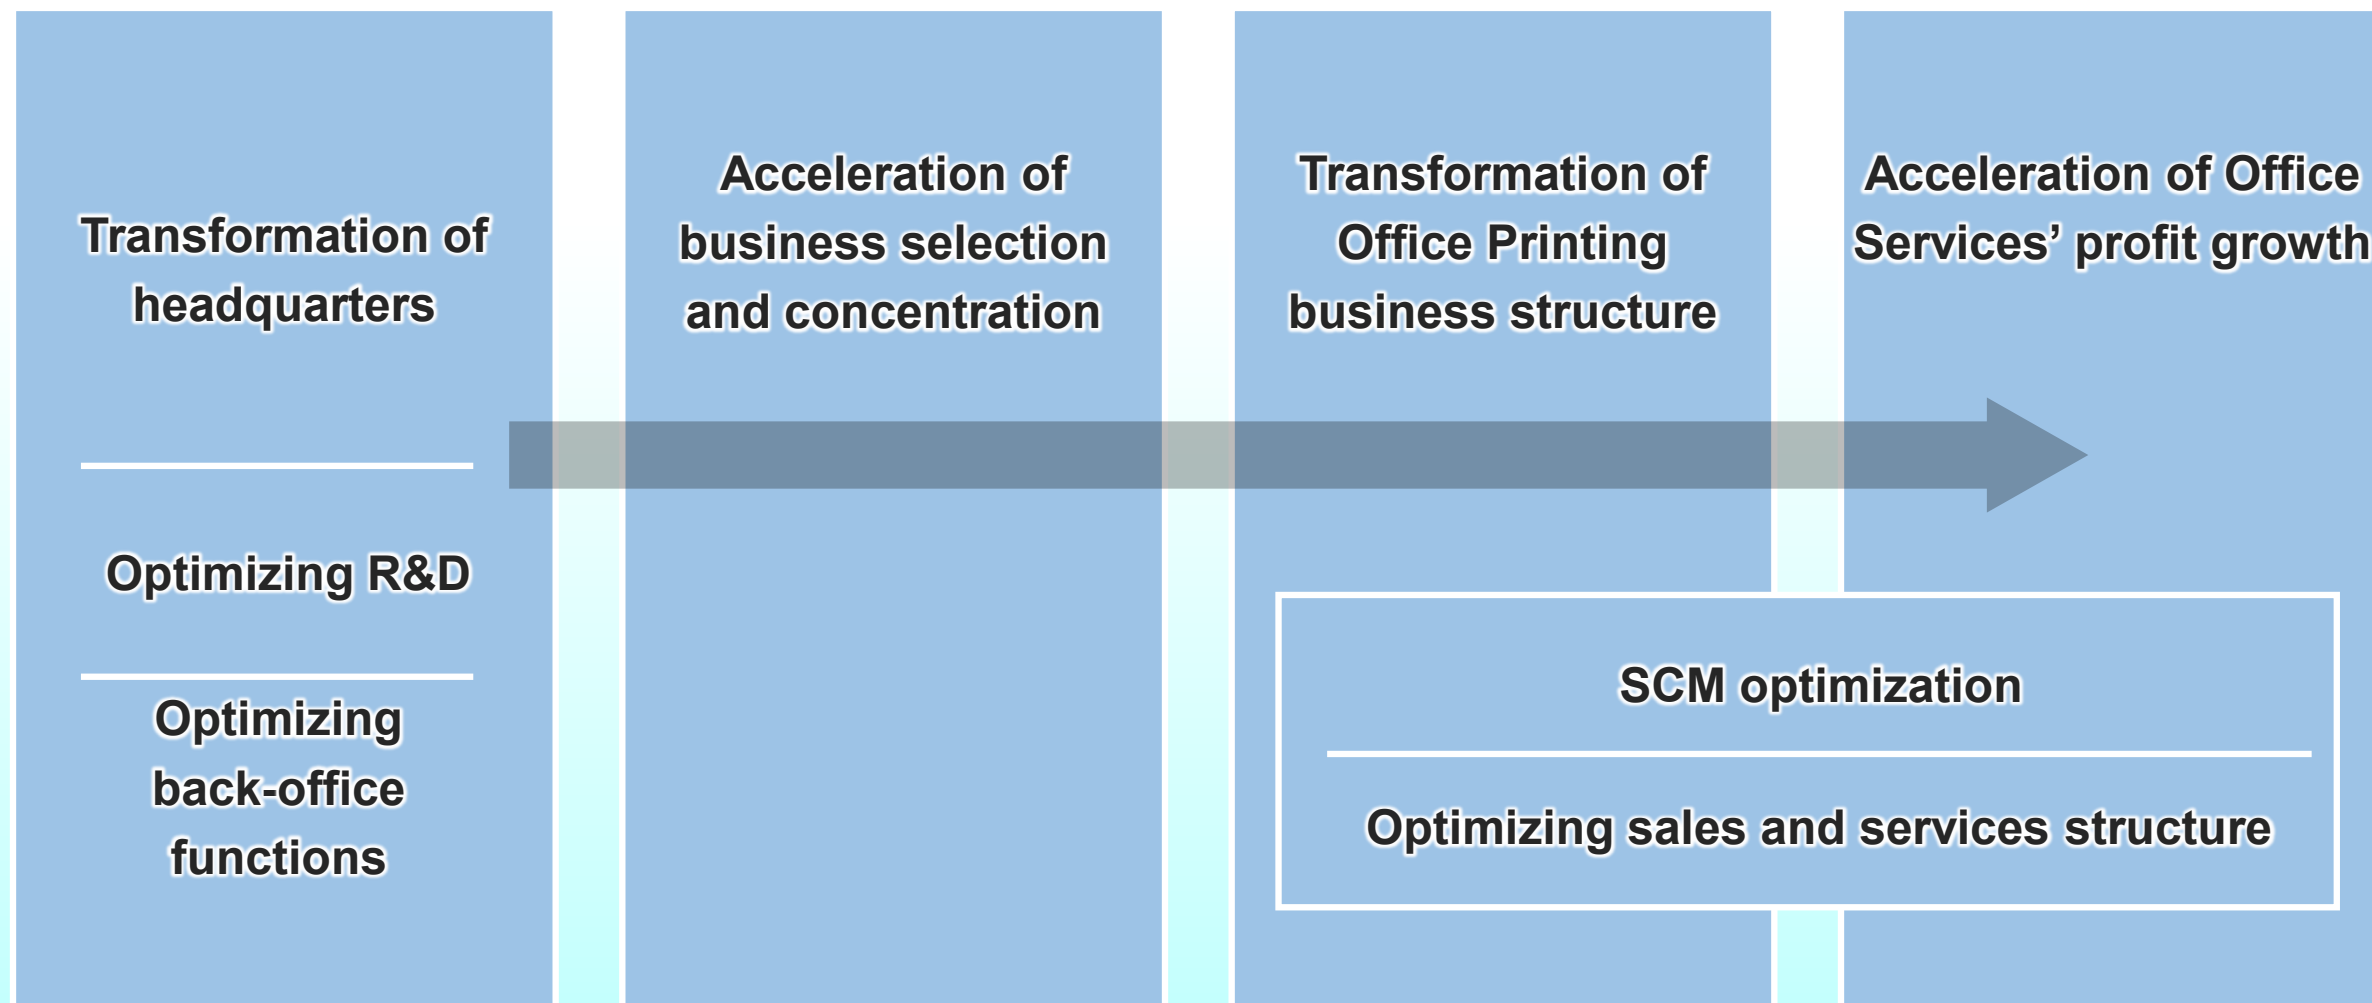 Transformation of
headquarters
Optimizing R&D
Optimizing
back-office
functions
Acceleration of
business selection
and concentration
Transformation of
Office Printing
business structure
Acceleration of Office
Services’ profit growth
SCM optimization
Optimizing sales and services structure